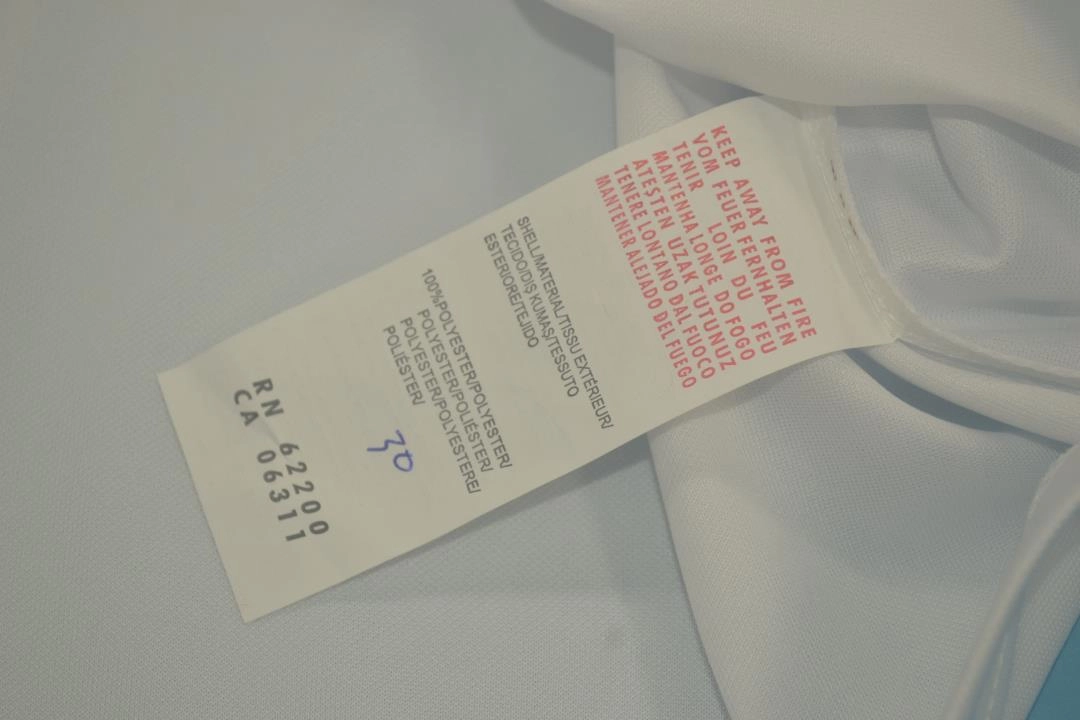 KEEP AWAY FROM FIRE
VOM FEUER FERNHALTEN
TENIR LOIN DU FEU
MANTENHA LONGE DO FOGO
ATEŞTEN UZAK TUTUNUZ
TENERE LONTANO DAL FUOCO
MANTENER ALEJADO DEL FUEGO
SHELL/MATERIAL/TISSU EXTÉRIEUR/
TECIDO/DIŞ KUMAŞ/TESSUTO
ESTERIORE/TEJIDO
100%POLYESTER/POLYESTER/
POLYESTER/POLIÉSTER/
POLYESTER/POLYESTERE/
POLIÉSTER/
30
RN 62200
CA 06311